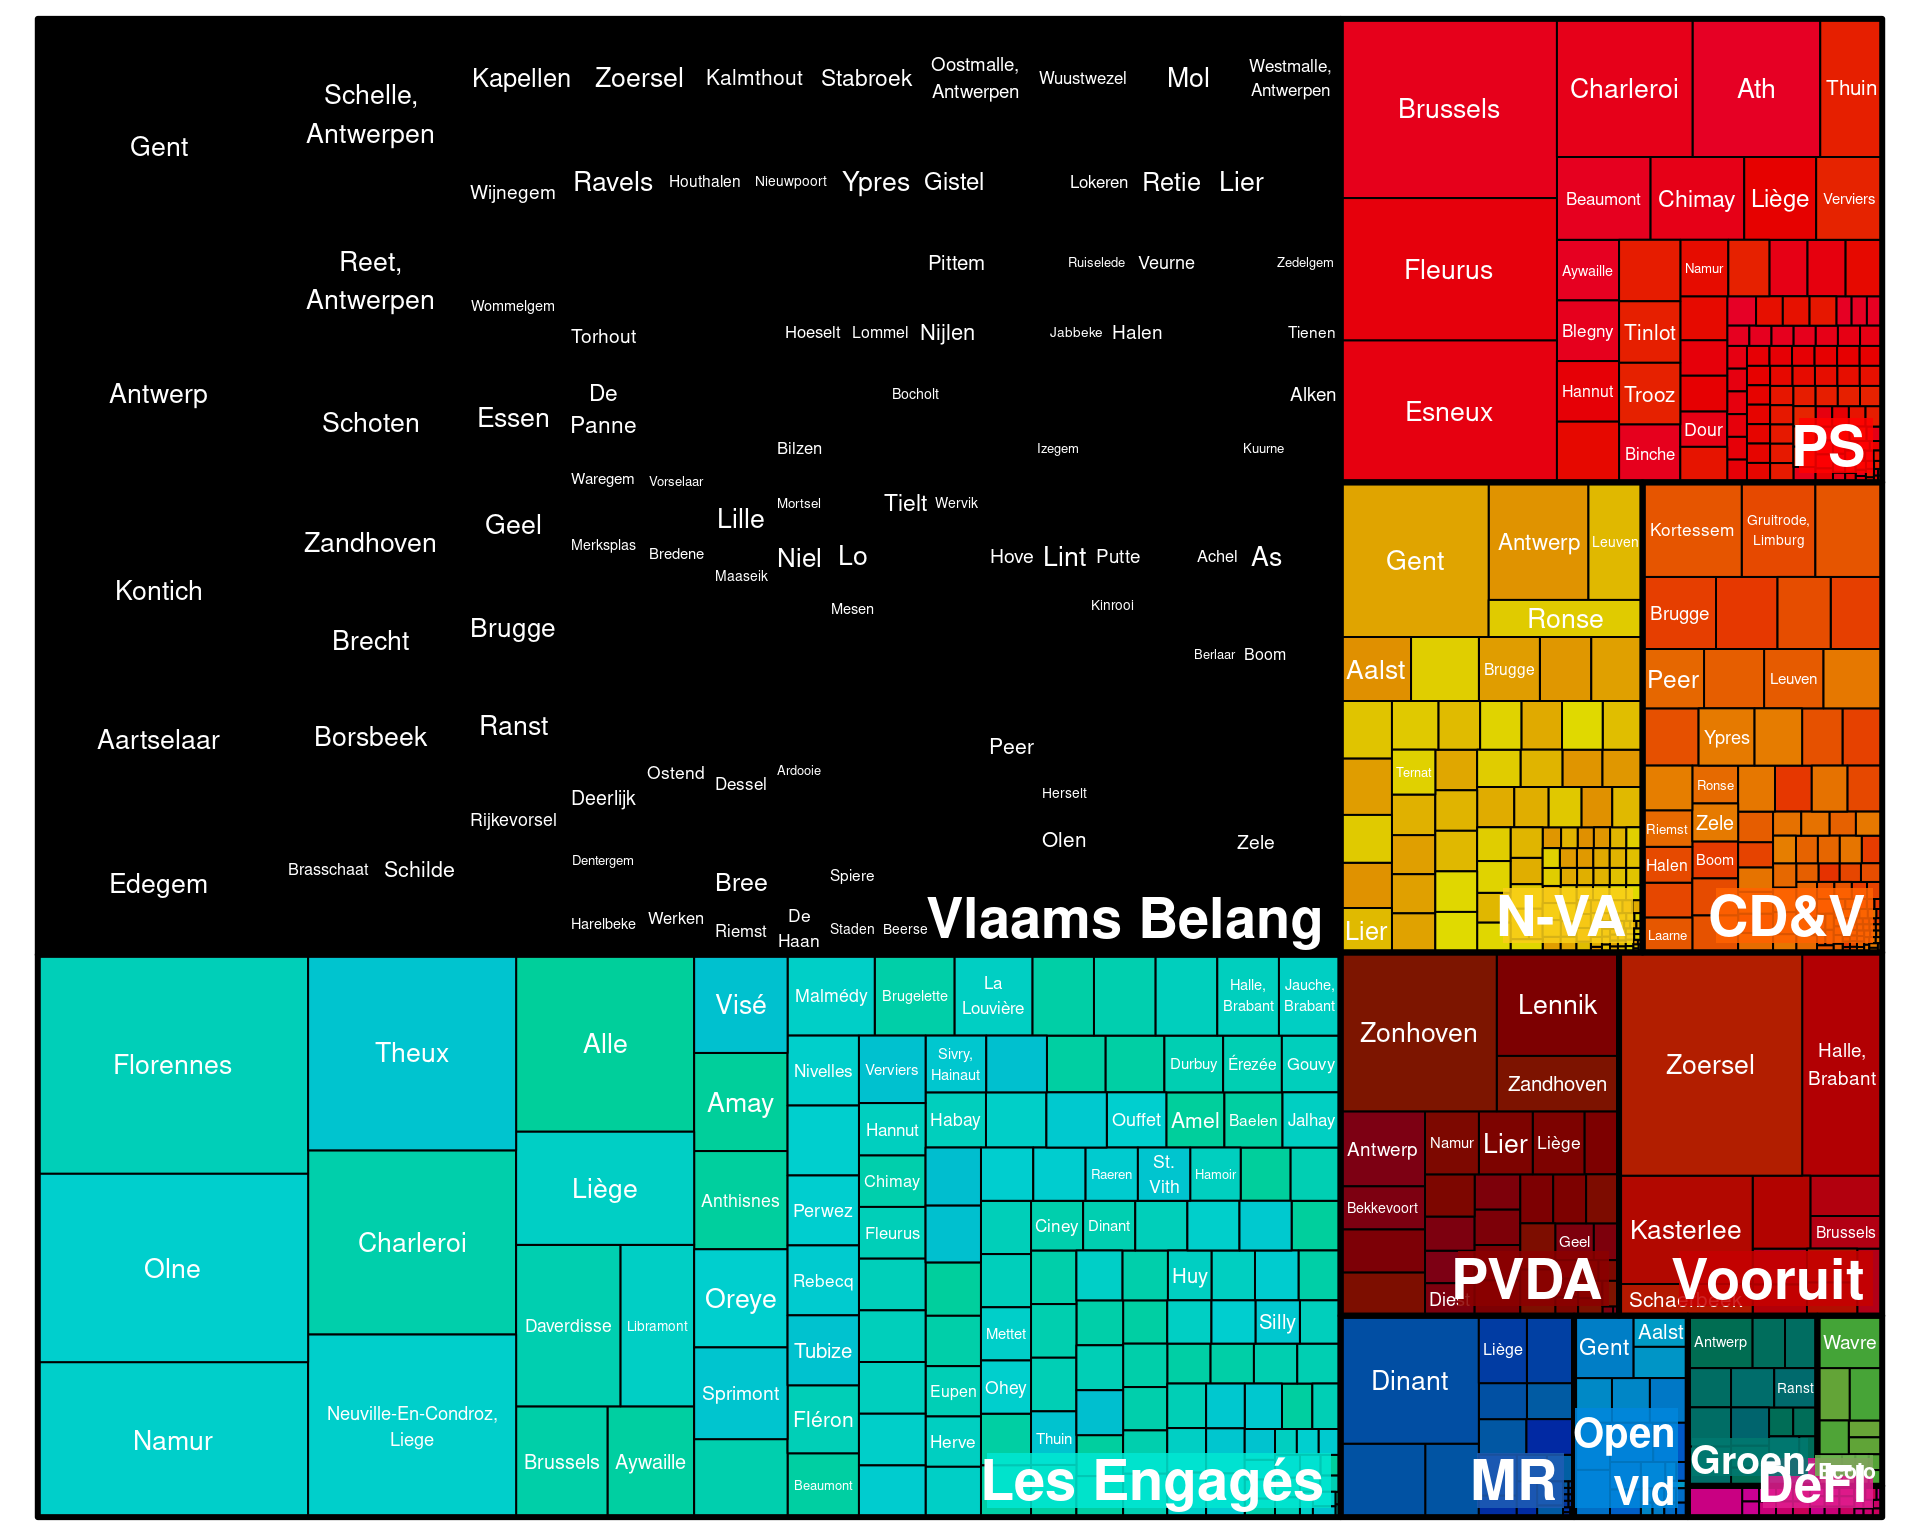 Gent
Antwerp
Kontich
Aartselaar
Edegem
Schelle,
Antwerpen
Reet,
Antwerpen
Schoten
Zandhoven
Brecht
Borsbeek
Brasschaat
Schilde
Kapellen
Zoersel
Kalmthout
Stabroek
Oostmalle,
Antwerpen
Wuustwezel
Mol
Westmalle,
Antwerpen
Wijnegem
Ravels
Houthalen
Nieuwpoort
Ypres
Gistel
Lokeren
Retie
Lier
Pittem
Ruiselede
Veurne
Zedelgem
Wommelgem
Torhout
Hoeselt
Lommel
Nijlen
Jabbeke
Halen
Tienen
De
Panne
Essen
Bocholt
Alken
Bilzen
Izegem
Kuurne
Waregem
Vorselaar
Mortsel
Tielt
Wervik
Geel
Lille
Merksplas
Bredene
Niel
Lo
Hove
Lint
Putte
Achel
As
Maaseik
Mesen
Kinrooi
Brugge
Berlaar
Boom
Ranst
Peer
Ostend
Dessel
Ardooie
Deerlijk
Herselt
Rijkevorsel
Olen
Zele
Dentergem
Bree
Spiere
Harelbeke
Werken
Riemst
De
Haan
Staden
Beerse
Vlaams Belang
Brussels
Fleurus
Esneux
Charleroi
Ath
Thuin
Beaumont
Chimay
Liège
Verviers
Aywaille
Namur
Blegny
Tinlot
Hannut
Trooz
Dour
Binche
PS
Gent
Antwerp
Leuven
Ronse
Aalst
Brugge
Ternat
Lier
N-VA
Kortessem
Gruitrode,
Limburg
Brugge
Peer
Leuven
Ypres
Ronse
Riemst
Zele
Halen
Boom
Laarne
CD&V
Florennes
Olne
Namur
Theux
Charleroi
Neuville-En-Condroz,
Liege
Alle
Liège
Daverdisse
Libramont
Brussels
Aywaille
Visé
Amay
Anthisnes
Oreye
Sprimont
Malmédy
Brugelette
La
Louvière
Halle,
Brabant
Jauche,
Brabant
Nivelles
Verviers
Sivry,
Hainaut
Durbuy
Érezée
Gouvy
Hannut
Habay
Ouffet
Amel
Baelen
Jalhay
Chimay
Raeren
St.
Vith
Hamoir
Perwez
Fleurus
Ciney
Dinant
Rebecq
Huy
Tubize
Mettet
Silly
Fléron
Eupen
Ohey
Herve
Thuin
Beaumont
Les Engagés
Zonhoven
Lennik
Zandhoven
Antwerp
Namur
Lier
Liège
Bekkevoort
Geel
Diest
PVDA
Zoersel
Halle,
Brabant
Kasterlee
Brussels
Schaerbeek
Vooruit
Dinant
Liège
MR
Gent
Aalst
Open
Vld
Antwerp
Ranst
Groen
Wavre
Ecolo
DéFI